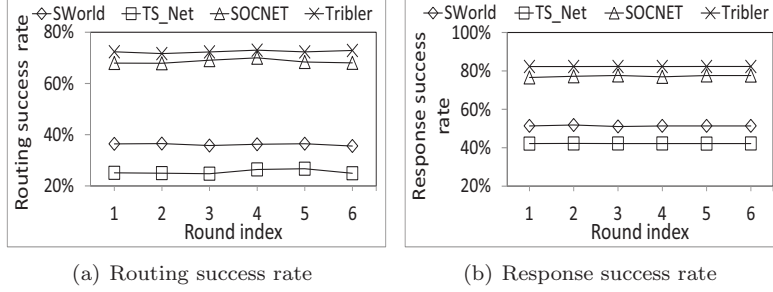 SWorld TS_Net SOCNET Tribler
80%
60%
40%
20%
Routing success rate
1 2 3 4 5 6
Round index
(a) Routing success rate
SWorld TS_Net SOCNET Tribler
100%
80%
60%
40%
20%
Response success rate
1 2 3 4 5 6
Round index
(b) Response success rate